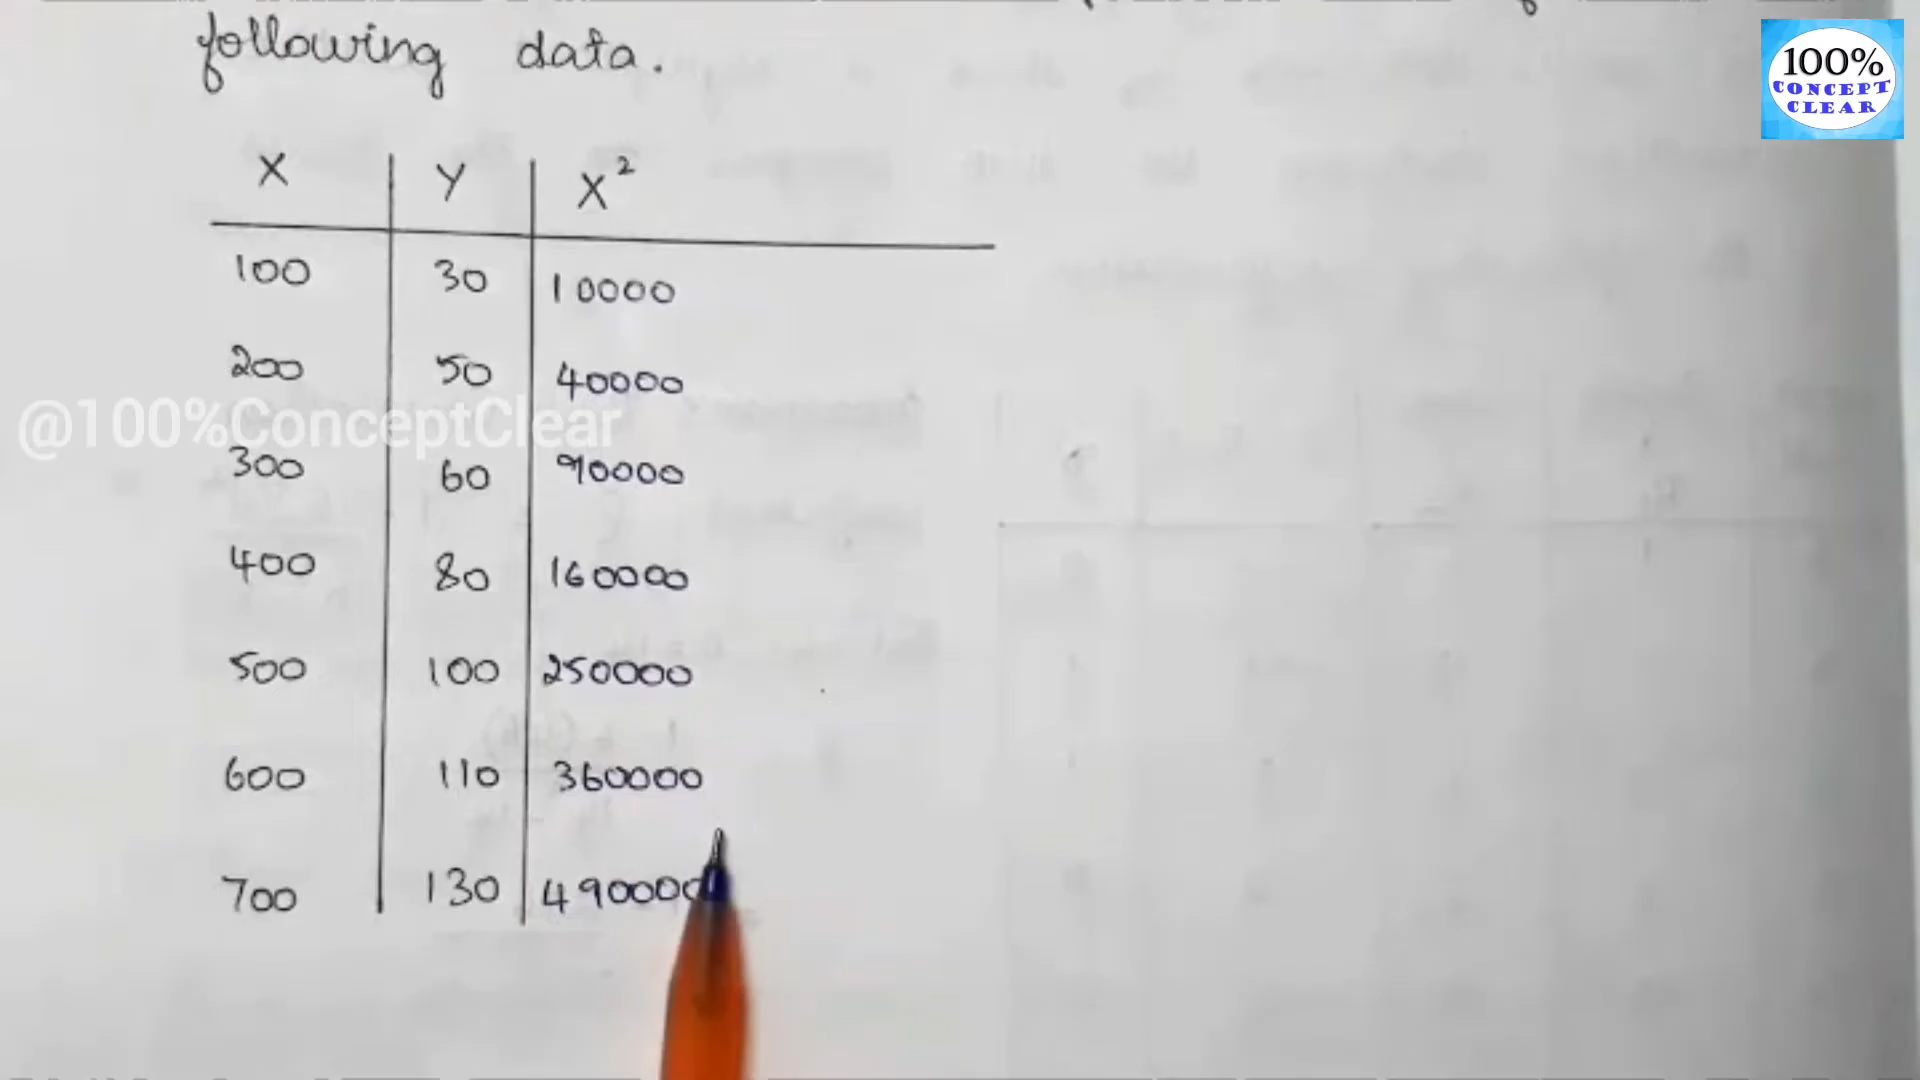 following data.
100%
CONCEPT
CLEAR
X Y X²
100 30 10000
200 50 40000
@100%ConceptClear
300 60 90000
400 80 160000
500 100 250000
600 110 360000
700 130 490000